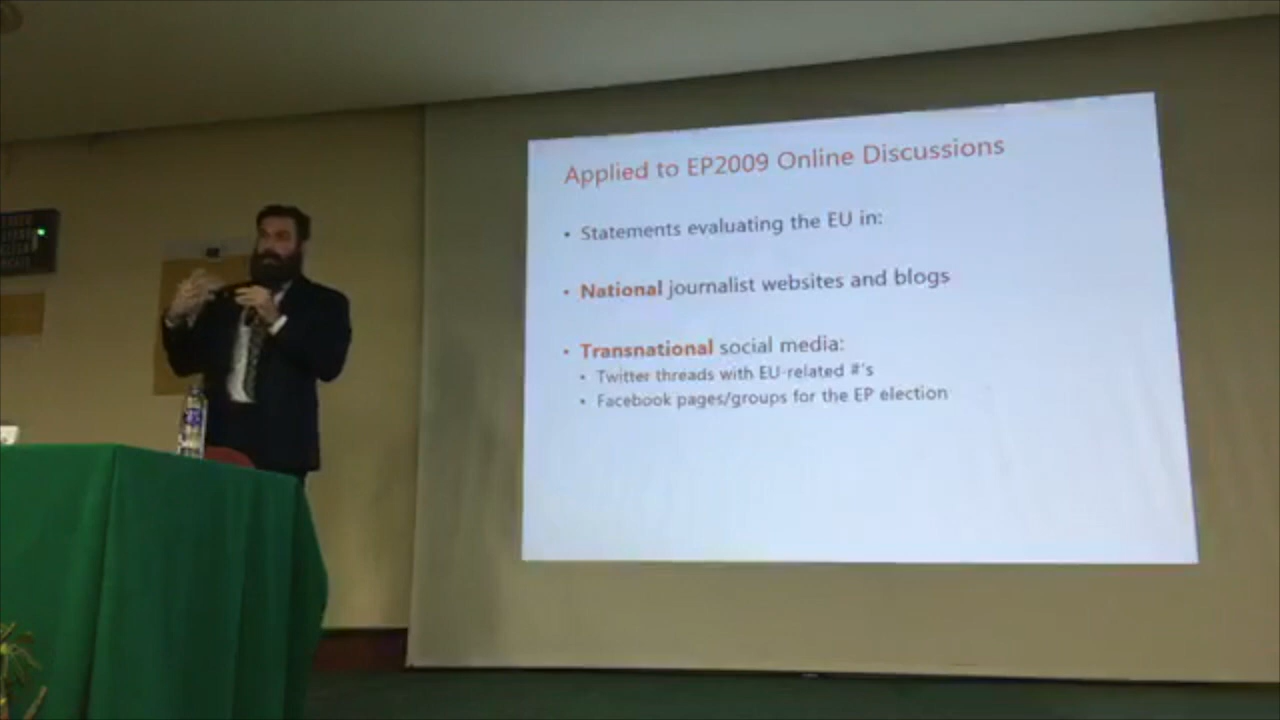 Applied to EP2009 Online Discussions
• Statements evaluating the EU in:
• National journalist websites and blogs
• Transnational social media:
• Twitter threads with EU-related #'s
• Facebook pages/groups for the EP election